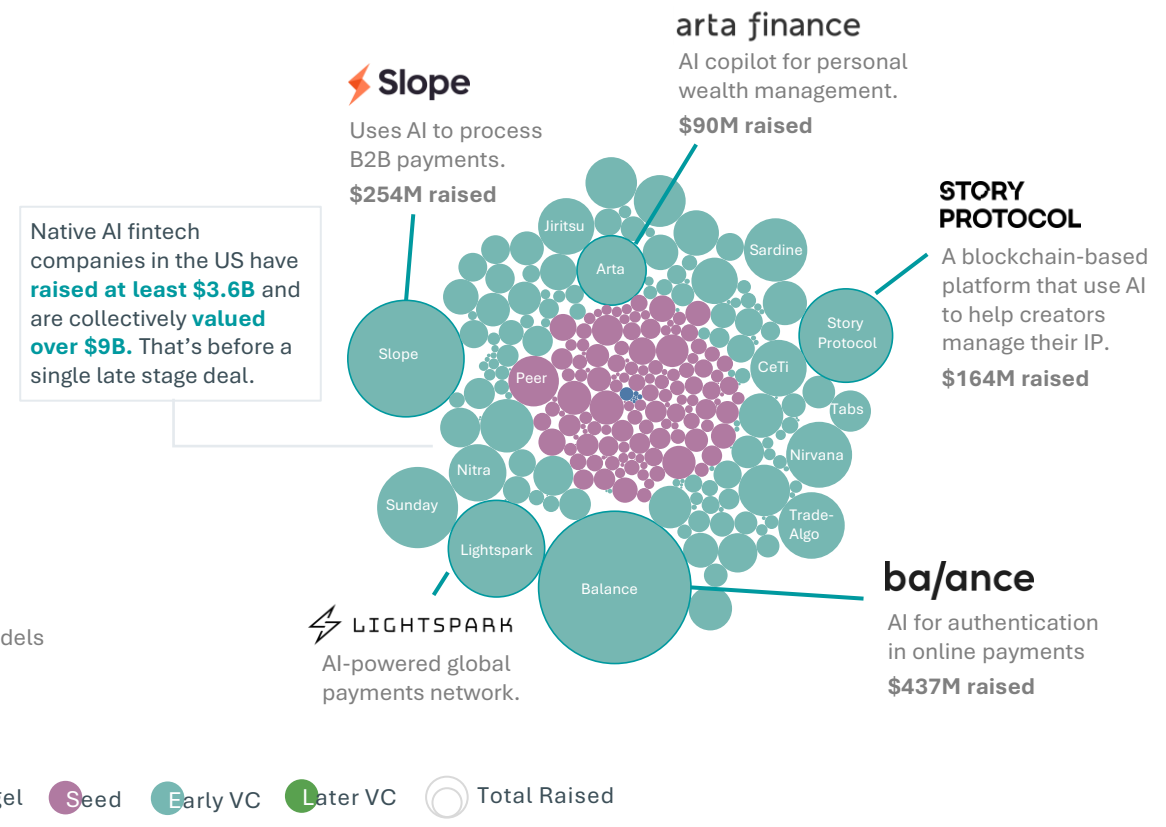 arta finance
AI copilot for personal
wealth management.
$90M raised
Slope
Uses AI to process
B2B payments.
$254M raised
STORY
PROTOCOL
A blockchain-based
platform that use AI
to help creators
manage their IP.
$164M raised
Native AI fintech
companies in the US have
raised at least $3.6B and
are collectively valued
over $9B. That's before a
single late stage deal.
Jiritsu
Sardine
Arta
Story
Protocol
Slope
CeTi
Peer
Tabs
Nirvana
Nitra
Sunday
Trade-
Algo
Lightspark
Balance
balance
AI for authentication
in online payments
$437M raised
LIGHTSPARK
AI-powered global
payments network.
dels
gel
Seed
Early VC
Later VC
Total Raised